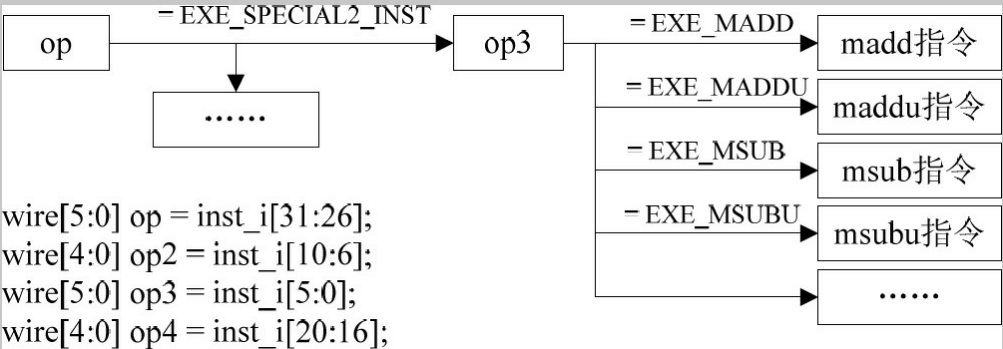 = EXE_SPECIAL2_INST
op
op3
= EXE_MADD
madd指令
= EXE_MADDU
maddu指令
= EXE_MSUB
msub指令
= EXE_MSUBU
msubu指令
……
……
wire[5:0] op = inst_i[31:26];
wire[4:0] op2 = inst_i[10:6];
wire[5:0] op3 = inst_i[5:0];
wire[4:0] op4 = inst_i[20:16];